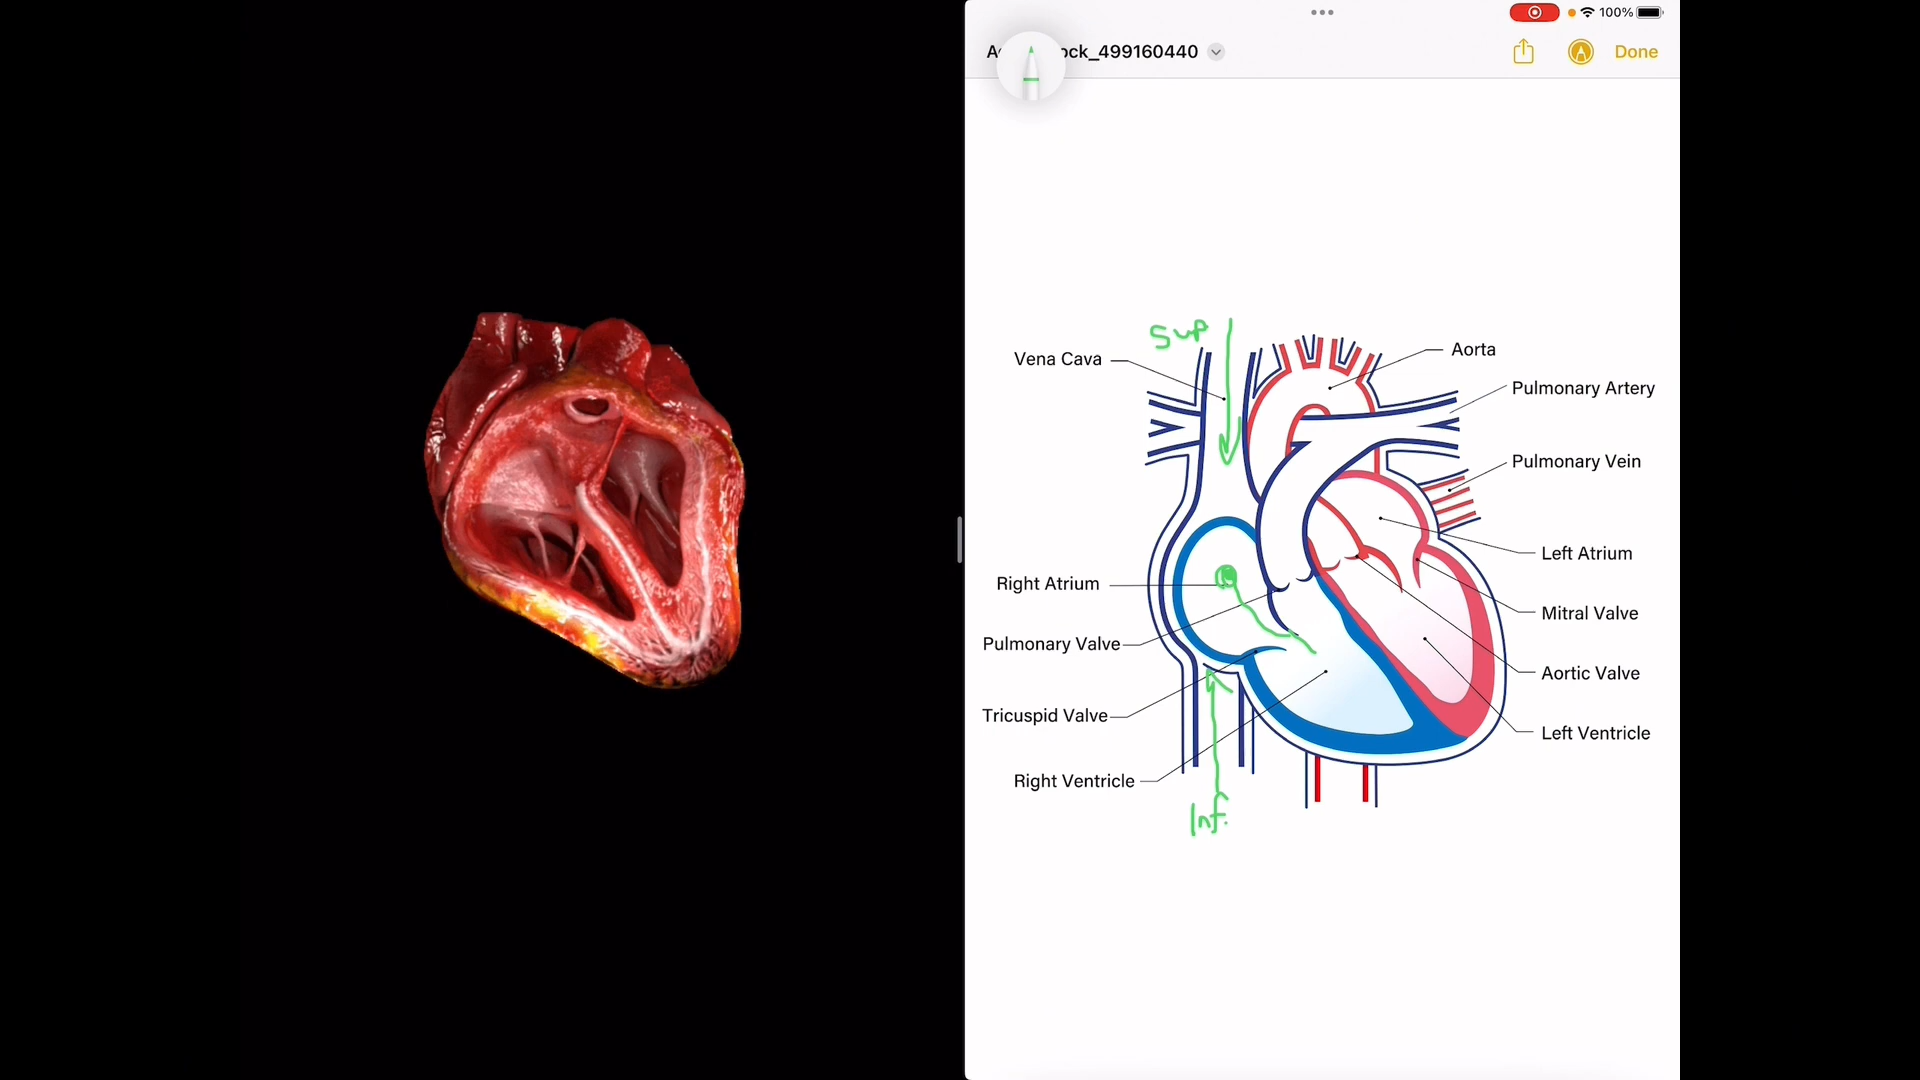 100%
ock_499160440
Done
Sup
Vena Cava
Aorta
Pulmonary Artery
Pulmonary Vein
Right Atrium
Left Atrium
Pulmonary Valve
Mitral Valve
Tricuspid Valve
Aortic Valve
Right Ventricle
Left Ventricle
Inf.